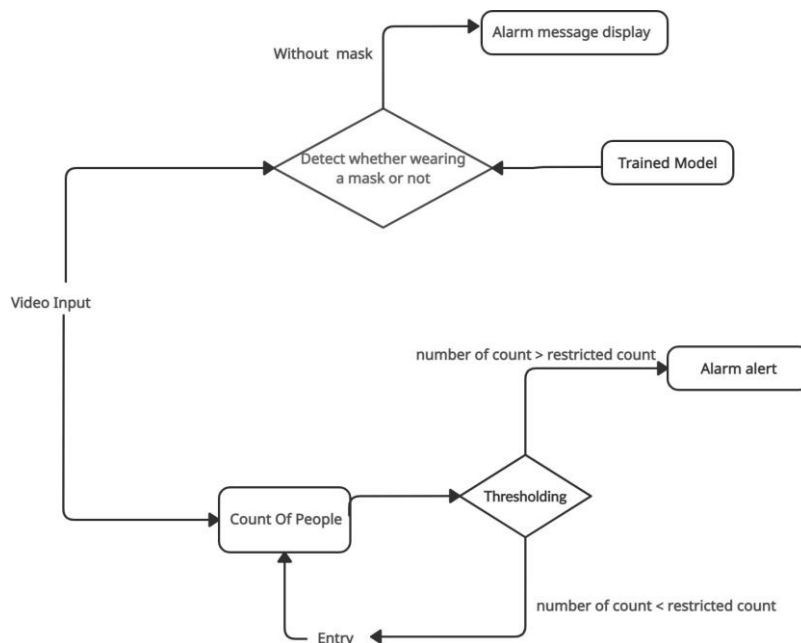 Alarm message display
Without mask
Detect whether wearing
a mask or not
Trained Model
Video Input
number of count > restricted count
Alarm alert
Thresholding
Count Of People
number of count < restricted count
Entry